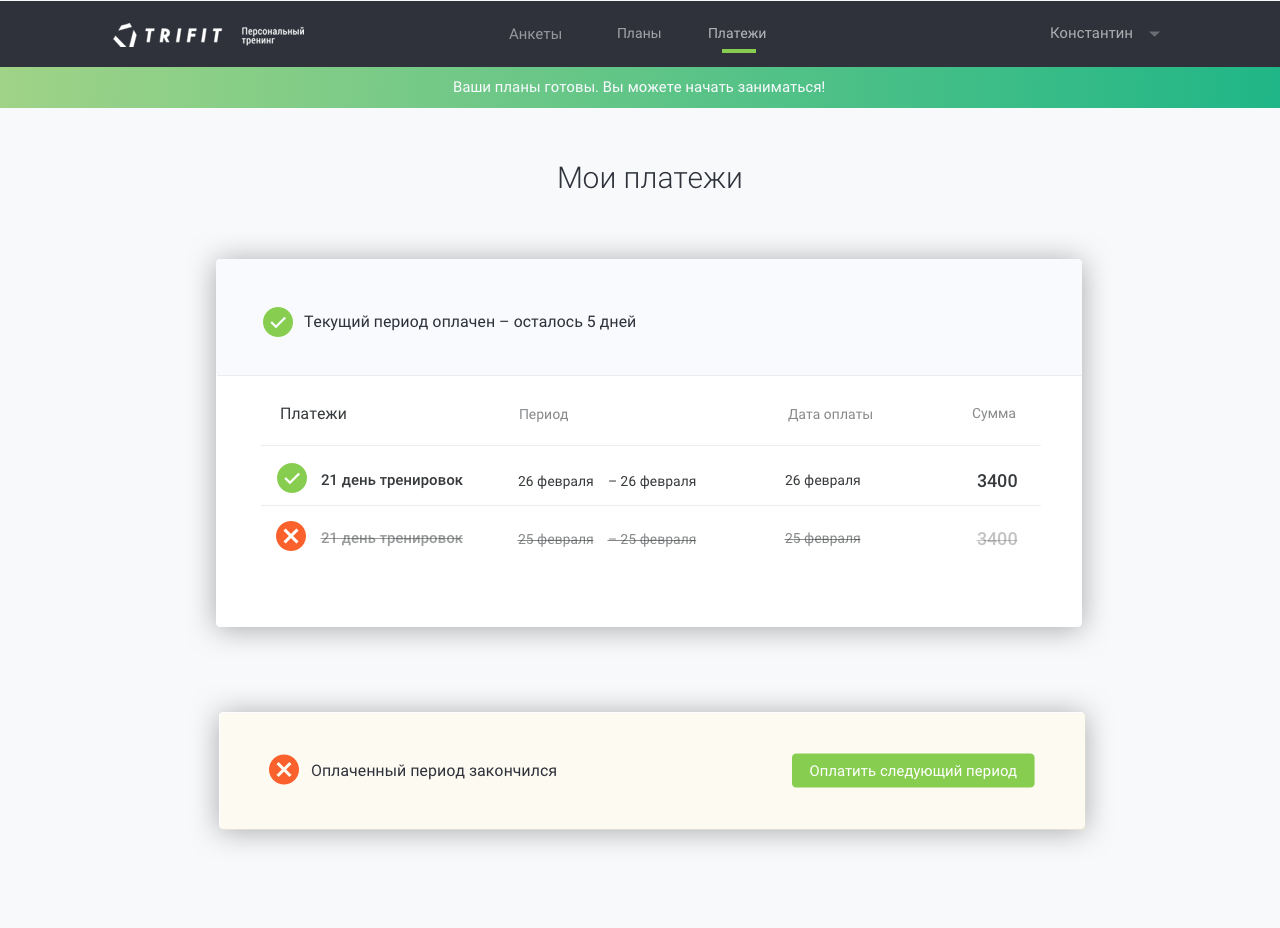 TRIFIT Персональный
тренинг
Анкеты Планы Платежи Константин
Ваши планы готовы. Вы можете начать заниматься!
Мои платежи
Текущий период оплачен – осталось 5 дней
Платежи Период Дата оплаты Сумма
21 день тренировок 26 февраля – 26 февраля 26 февраля 3400
21 день тренировок 25 февраля – 25 февраля 25 февраля 3400
Оплаченный период закончился Оплатить следующий период